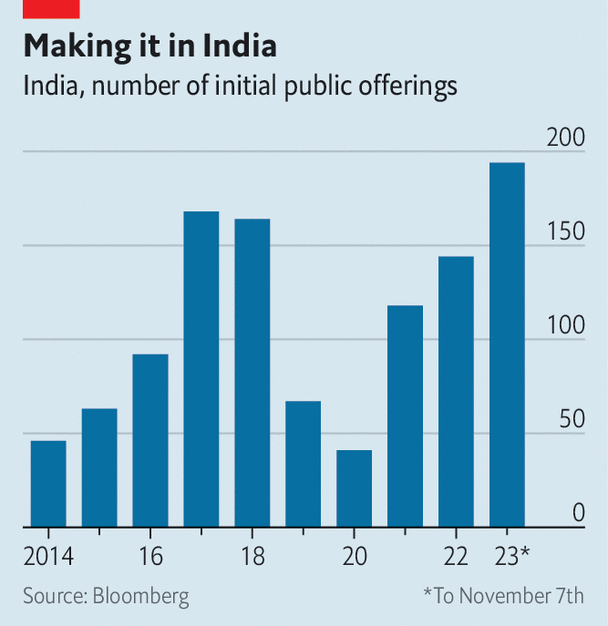 Making it in India
India, number of initial public offerings
200
150
100
50
0
2014 16 18 20 22 23*
Source: Bloomberg *To November 7th